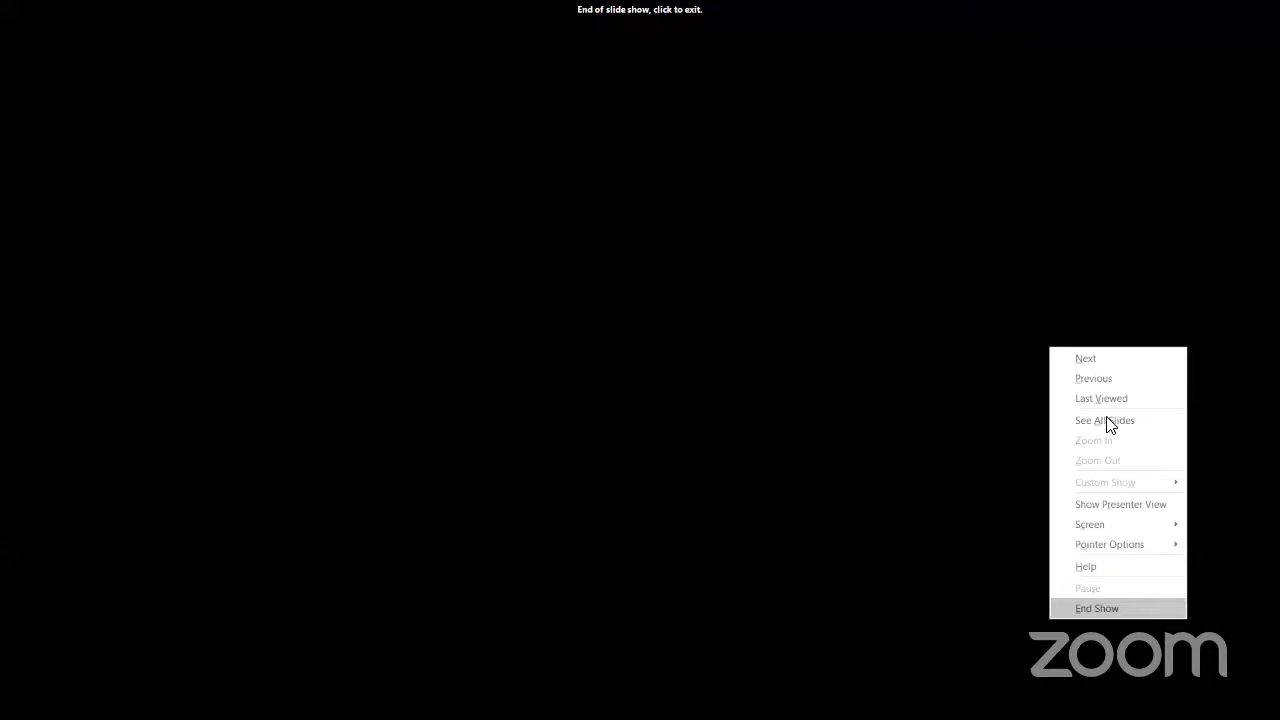 End of slide show, click to exit.
Next
Previous
Last Viewed
See All Slides
Zoom In
Zoom Out
Custom Show
Show Presenter View
Screen
Pointer Options
Help
Pause
End Show
zoom